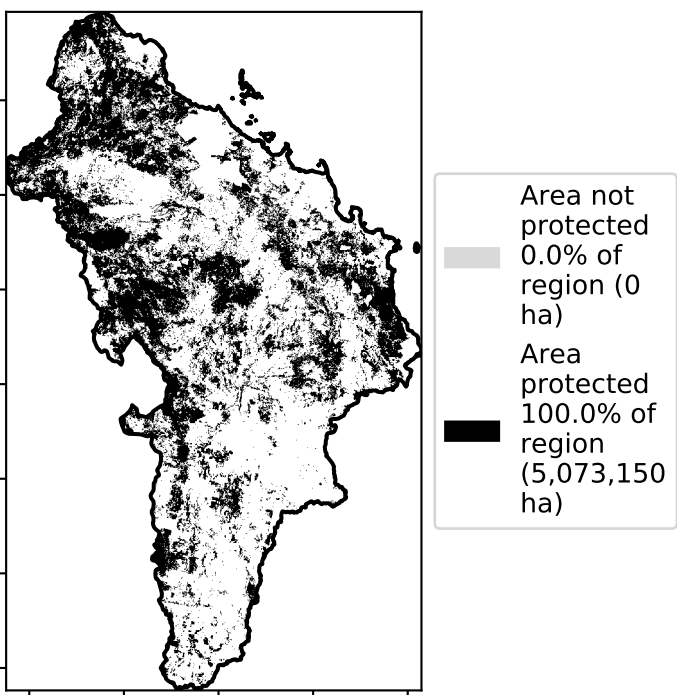 Area not
protected
0.0% of
region (0
ha)
Area
protected
100.0% of
region
(5,073,150
ha)